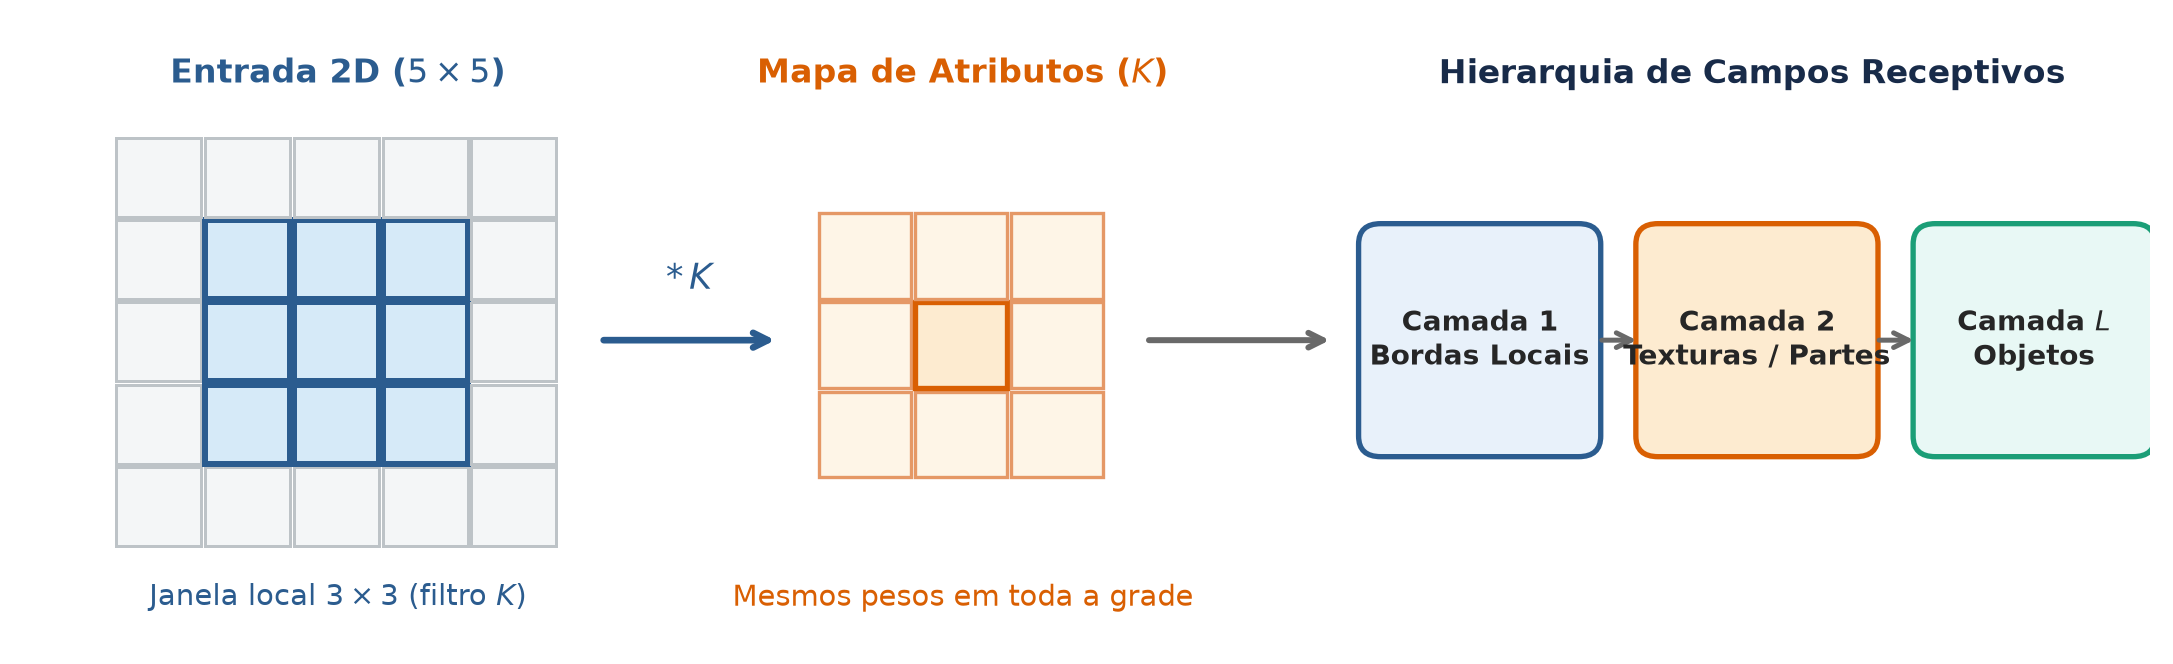 Entrada 2D (5 × 5)
Mapa de Atributos (K)
Hierarquia de Campos Receptivos
* K
Camada 1
Bordas Locais
Camada 2
Texturas / Partes
Camada L
Objetos
Janela local 3 × 3 (filtro K)
Mesmos pesos em toda a grade